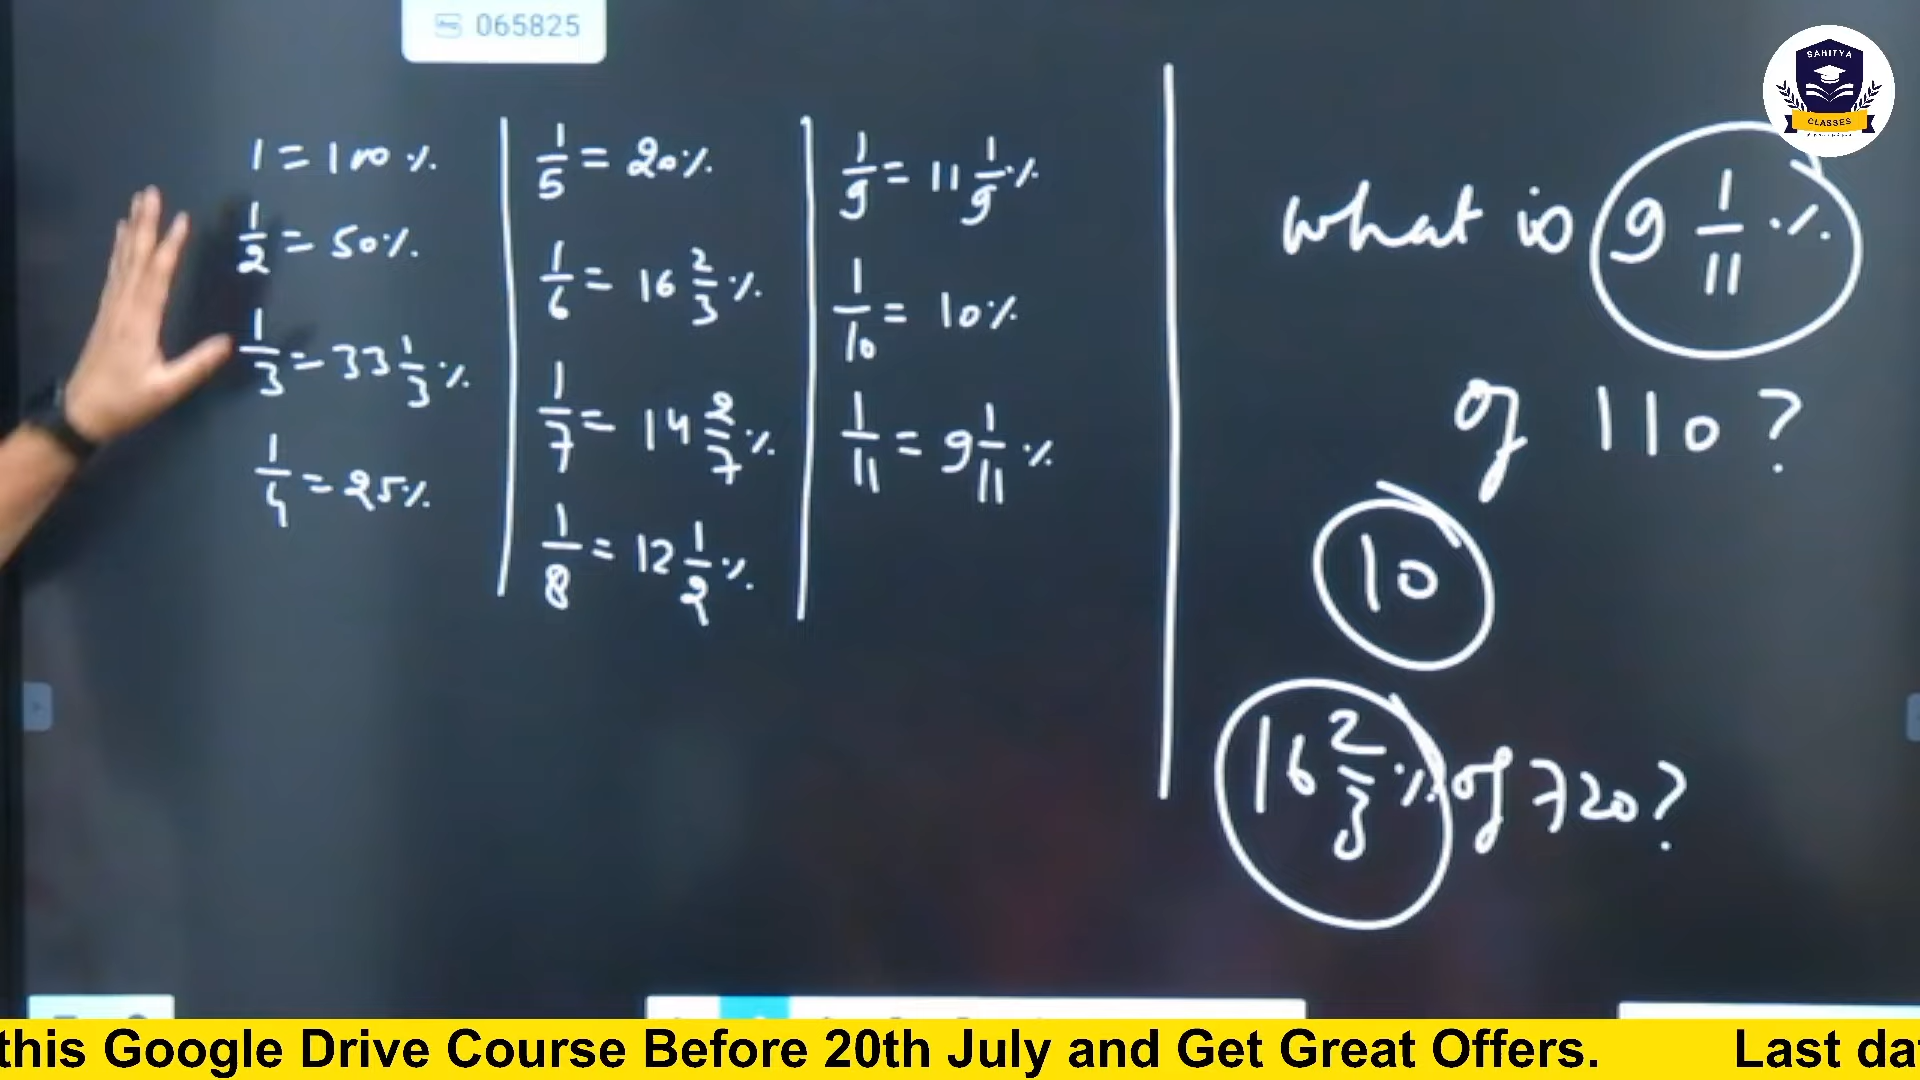 065825
SAHITYA
CLASSES
1 = 100%
1/2 = 50%
1/3 = 33 1/3 %
1/4 = 25%
1/5 = 20%
1/6 = 16 2/3 %
1/7 = 14 2/7 %
1/8 = 12 1/2 %
1/9 = 11 1/9 %
1/10 = 10%
1/11 = 9 1/11 %
what is 9 1/11 %
of 110?
10
16 2/3 % of 720?
this Google Drive Course Before 20th July and Get Great Offers. Last da